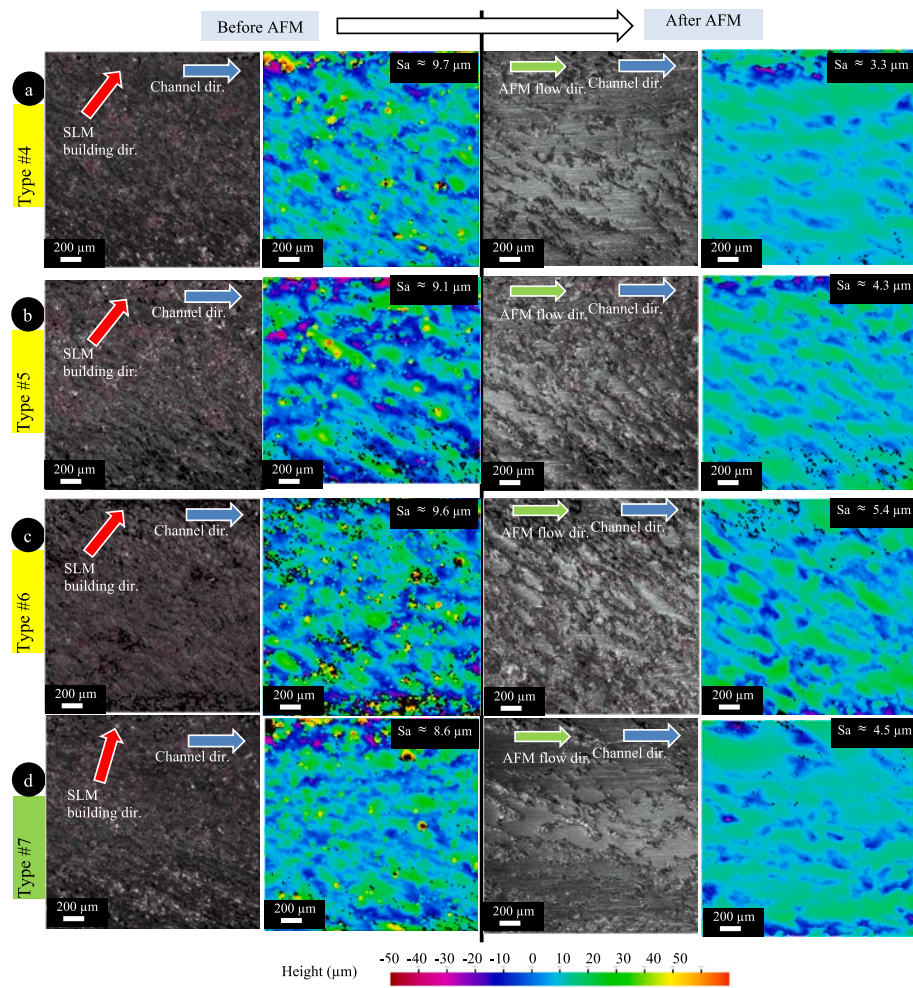 Before AFM
After AFM
a
Type #4
SLM
building dir.
Channel dir.
200 µm
Sa ≈ 9.7 µm
200 µm
AFM flow dir.
Channel dir.
200 µm
Sa ≈ 3.3 µm
200 µm
b
Type #5
SLM
building dir.
Channel dir.
200 µm
Sa ≈ 9.1 µm
200 µm
AFM flow dir.
Channel dir.
200 µm
Sa ≈ 4.3 µm
200 µm
c
Type #6
SLM
building dir.
Channel dir.
200 µm
Sa ≈ 9.6 µm
200 µm
AFM flow dir.
Channel dir.
200 µm
Sa ≈ 5.4 µm
200 µm
d
Type #7
SLM
building dir.
Channel dir.
200 µm
Sa ≈ 8.6 µm
200 µm
AFM flow dir.
Channel dir.
200 µm
Sa ≈ 4.5 µm
200 µm
Height (µm)
-50 -40 -30 -20 -10 0 10 20 30 40 50